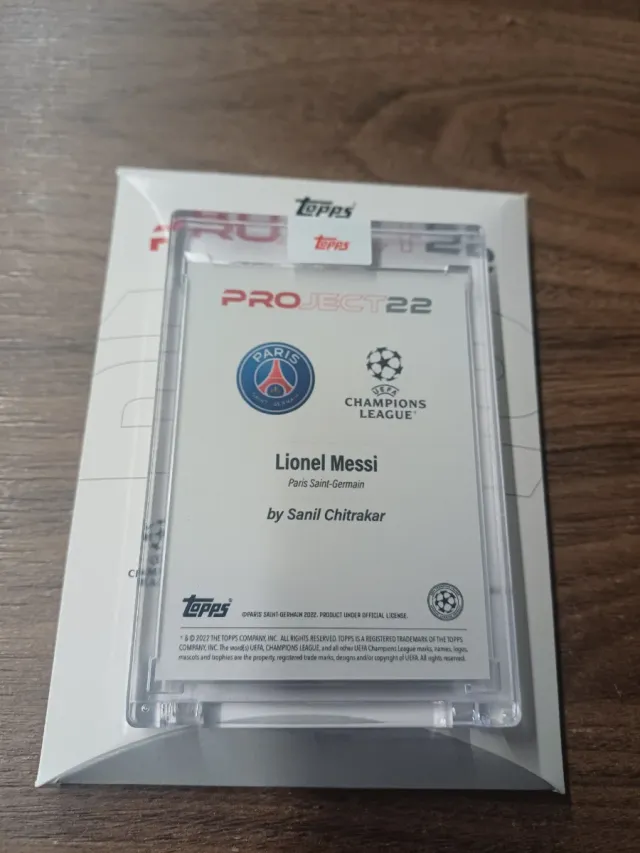 Topps
Topps
PROJECT22
PROJECT22
PARIS
SAINT-GERMAIN
UEFA
CHAMPIONS
LEAGUE®
Lionel Messi
Paris Saint-Germain
by Sanil Chitrakar
Topps
©PARIS SAINT-GERMAIN 2022. PRODUCT UNDER OFFICIAL LICENSE.
® & © 2022 THE TOPPS COMPANY, INC. ALL RIGHTS RESERVED. TOPPS IS A REGISTERED TRADEMARK OF THE TOPPS
COMPANY, INC. The word(s) UEFA, CHAMPIONS LEAGUE, and all other UEFA Champions League marks, names, logos,
mascots and trophies are the property, registered trade marks, designs and/or copyright of UEFA. All rights reserved.